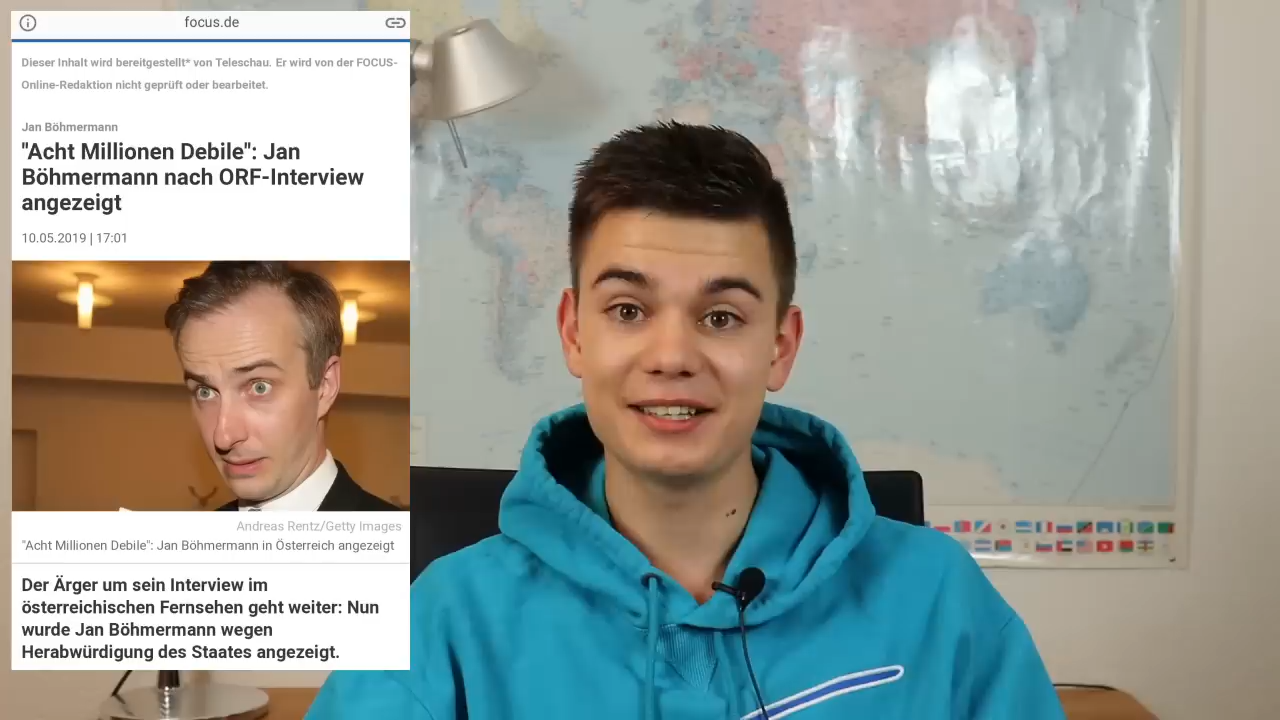 focus.de
Dieser Inhalt wird bereitgestellt* von Teleschau. Er wird von der FOCUS-
Online-Redaktion nicht geprüft oder bearbeitet.
Jan Böhmermann
"Acht Millionen Debile": Jan
Böhmermann nach ORF-Interview
angezeigt
10.05.2019 | 17:01
Andreas Rentz/Getty Images
"Acht Millionen Debile": Jan Böhmermann in Österreich angezeigt
Der Ärger um sein Interview im
österreichischen Fernsehen geht weiter: Nun
wurde Jan Böhmermann wegen
Herabwürdigung des Staates angezeigt.